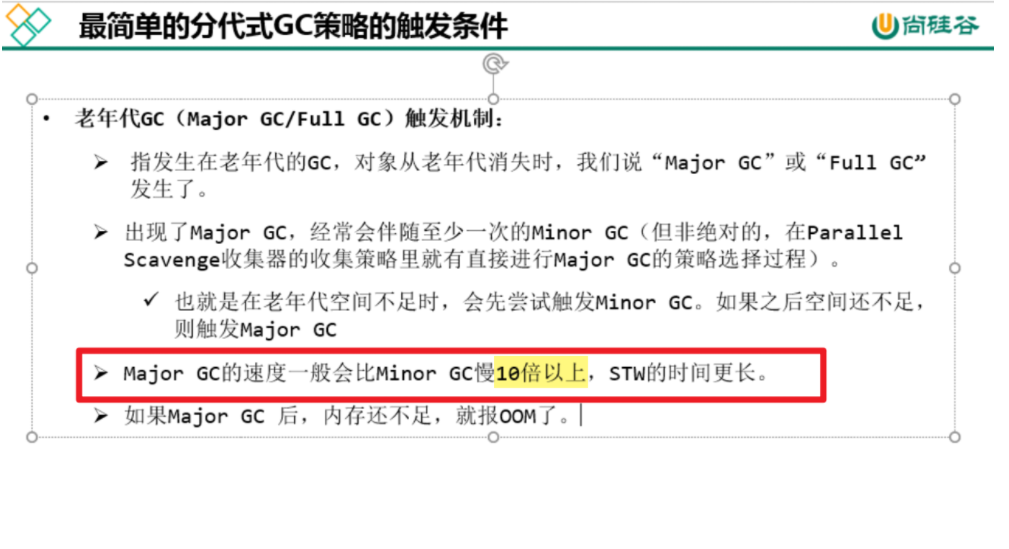 最简单的分代式GC策略的触发条件
尚硅谷
• 老年代GC（Major GC/Full GC）触发机制：
➢ 指发生在老年代的GC，对象从老年代消失时，我们说“Major GC”或“Full GC”
发生了。
➢ 出现了Major GC，经常会伴随至少一次的Minor GC（但非绝对的，在Parallel
Scavenge收集器的收集策略里就有直接进行Major GC的策略选择过程）。
✓ 也就是在老年代空间不足时，会先尝试触发Minor GC。如果之后空间还不足，
则触发Major GC
➢ Major GC的速度一般会比Minor GC慢10倍以上，STW的时间更长。
➢ 如果Major GC 后，内存还不足，就报OOM了。